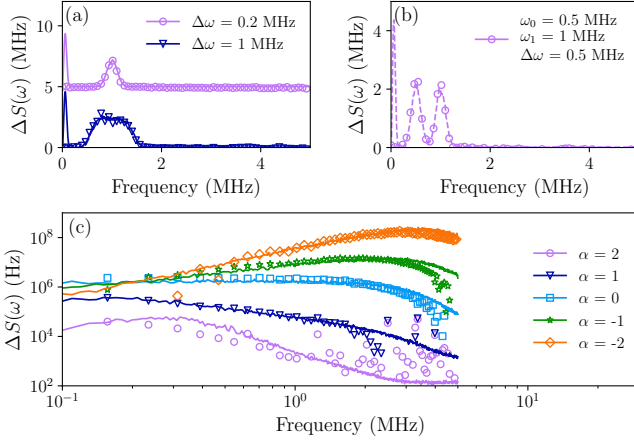 (a)
Δω = 0.2 MHz
Δω = 1 MHz
ΔS(ω) (MHz)
10
5
0
0
2
4
Frequency (MHz)
(b)
ω₀ = 0.5 MHz
ω₁ = 1 MHz
Δω = 0.5 MHz
ΔS(ω) (MHz)
4
2
0
0
2
4
Frequency (MHz)
(c)
ΔS(ω) (Hz)
10⁸
10⁶
10⁴
10²
10⁻¹
10⁰
10¹
Frequency (MHz)
α = 2
α = 1
α = 0
α = -1
α = -2